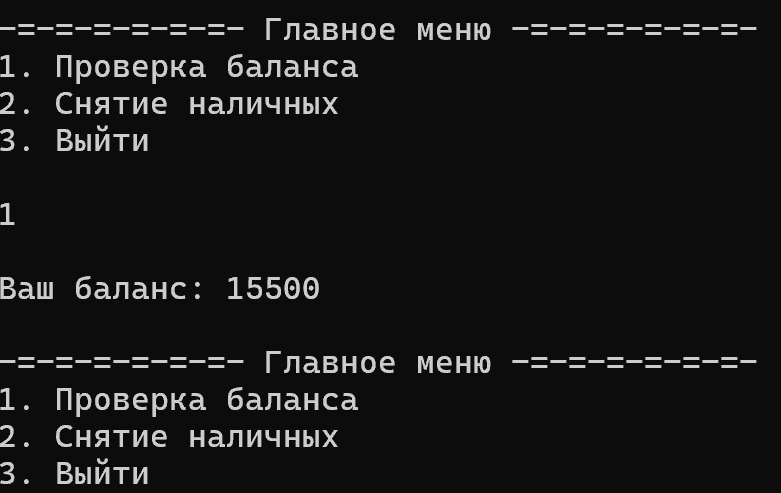 -=-=-=-=-=-=- Главное меню -=-=-=-=-=-=-
1. Проверка баланса
2. Снятие наличных
3. Выйти
1
Ваш баланс: 15500
-=-=-=-=-=-=- Главное меню -=-=-=-=-=-=-
1. Проверка баланса
2. Снятие наличных
3. Выйти